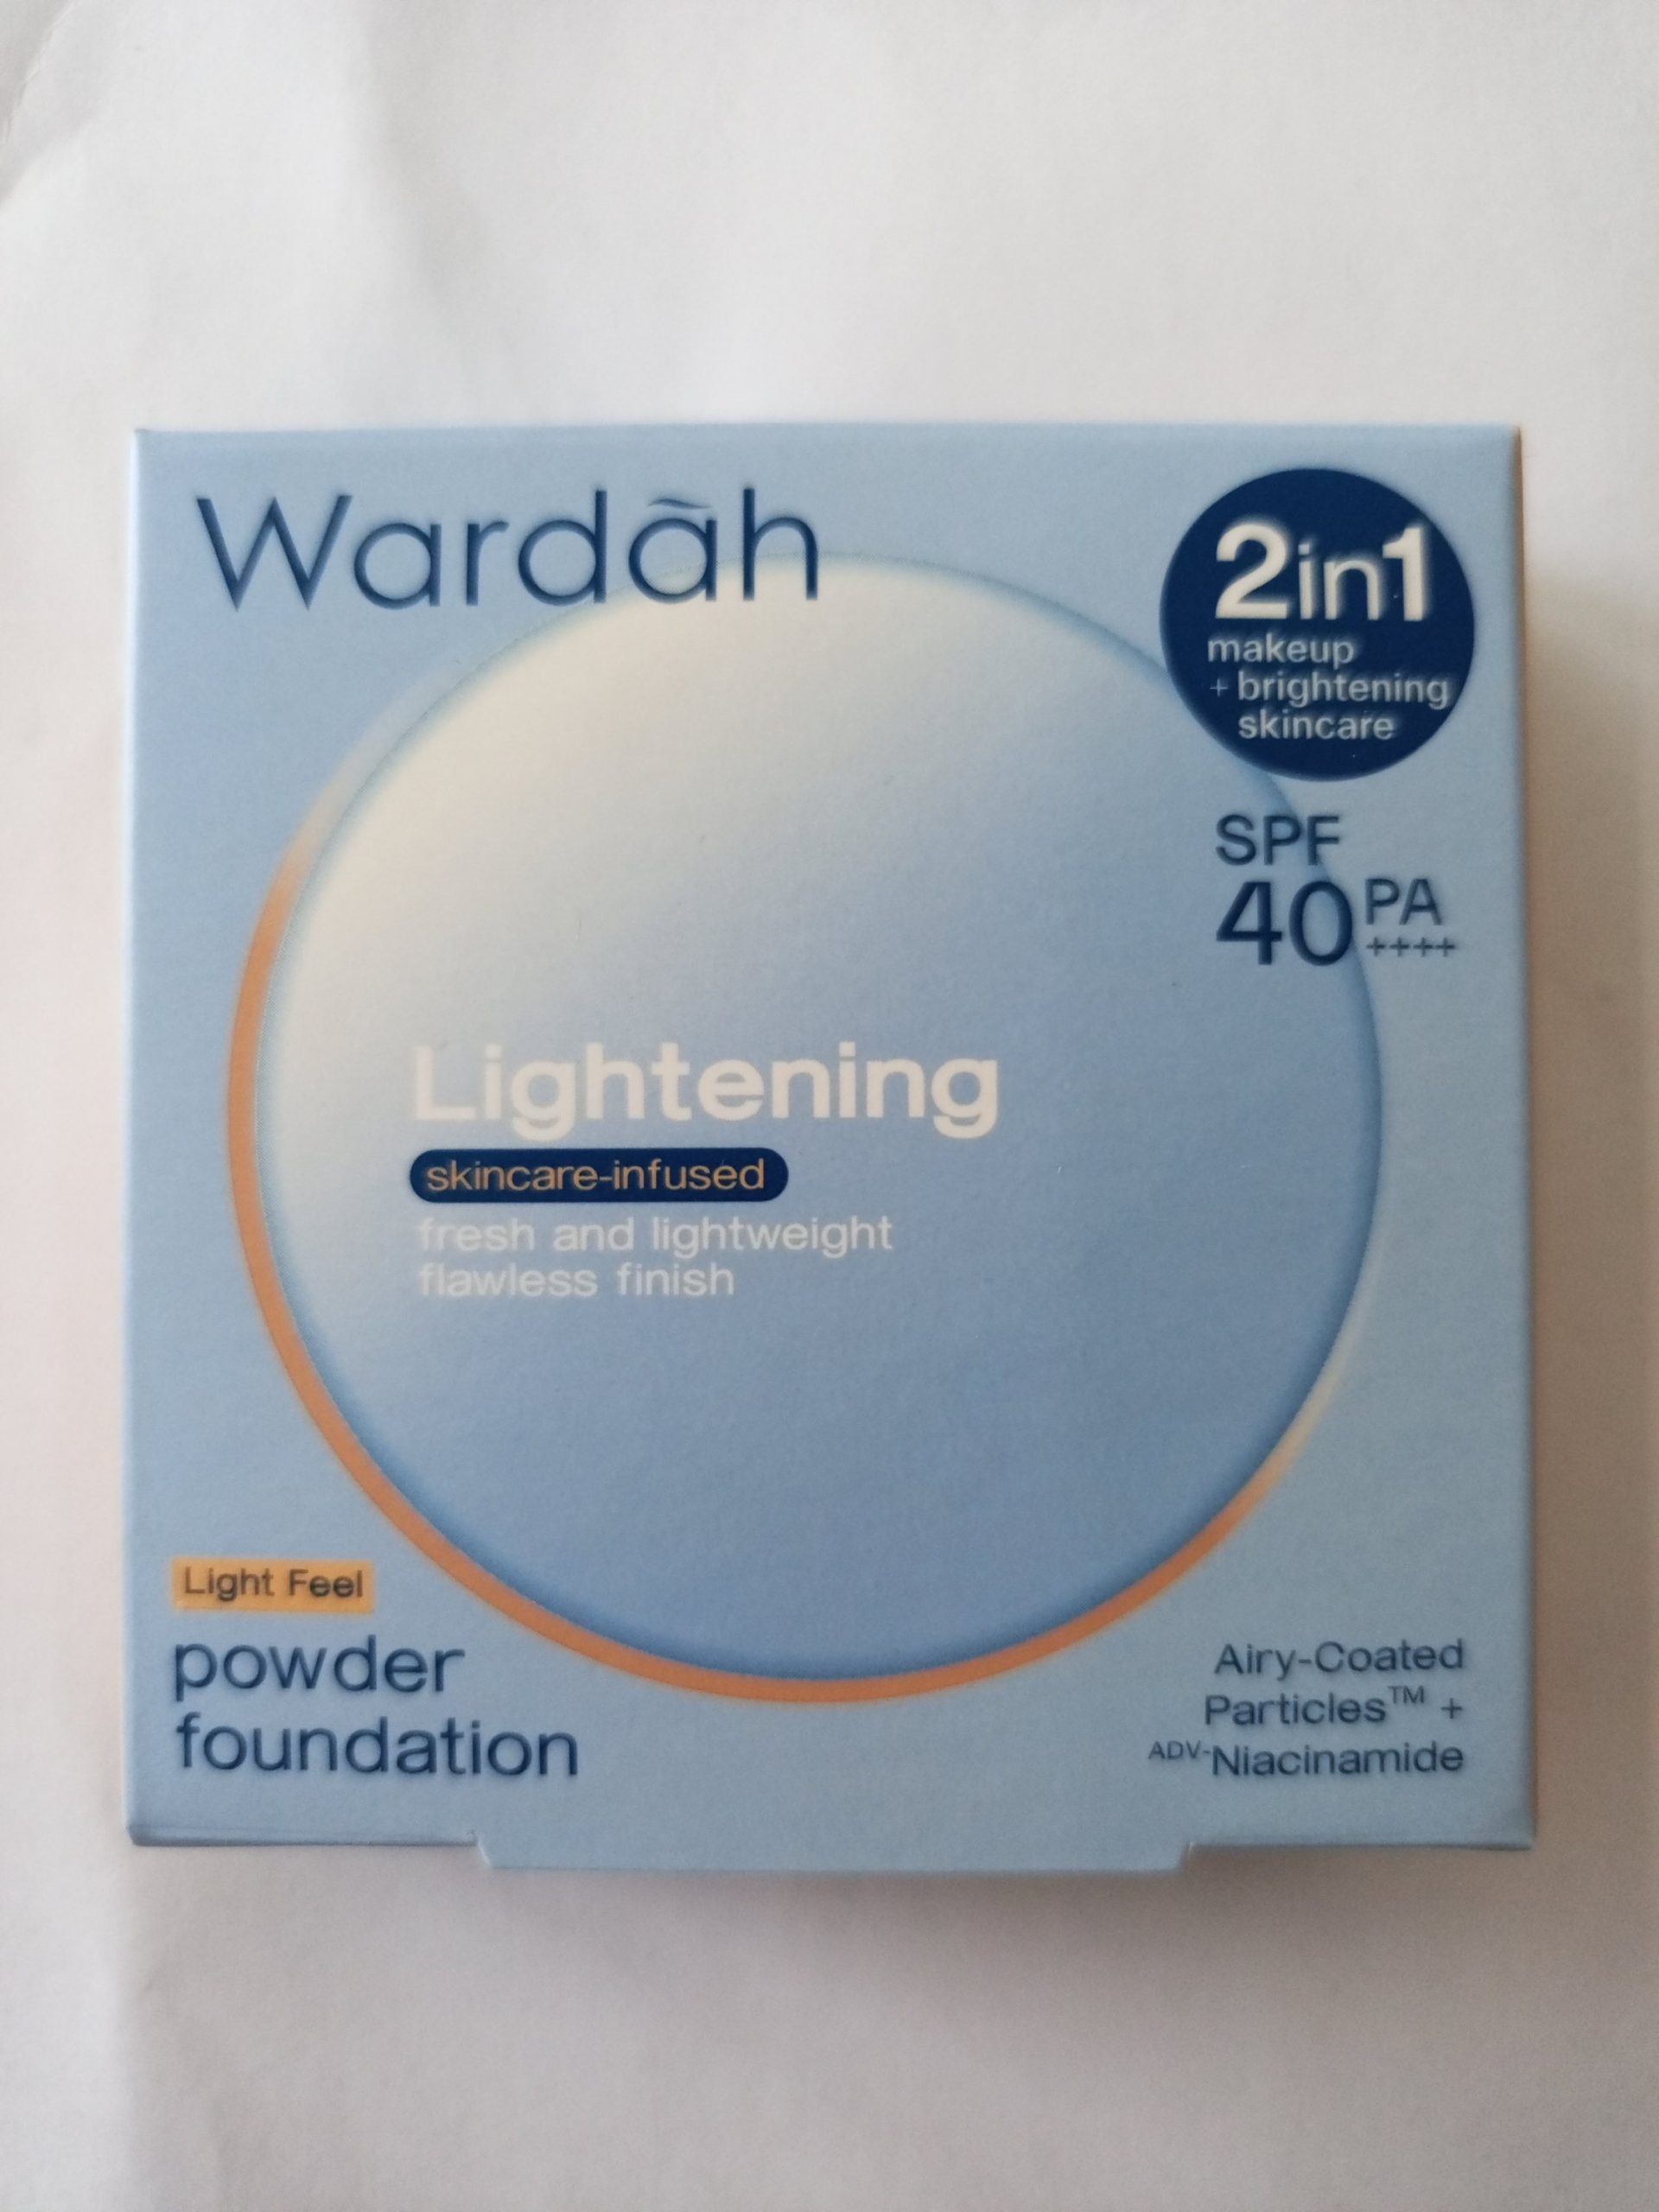 Wardah
2in1
makeup
+ brightening
skincare
SPF
40 PA
++++
Lightening
skincare-infused
fresh and lightweight
flawless finish
Light Feel
powder
foundation
Airy-Coated
Particles™ +
ADV-Niacinamide